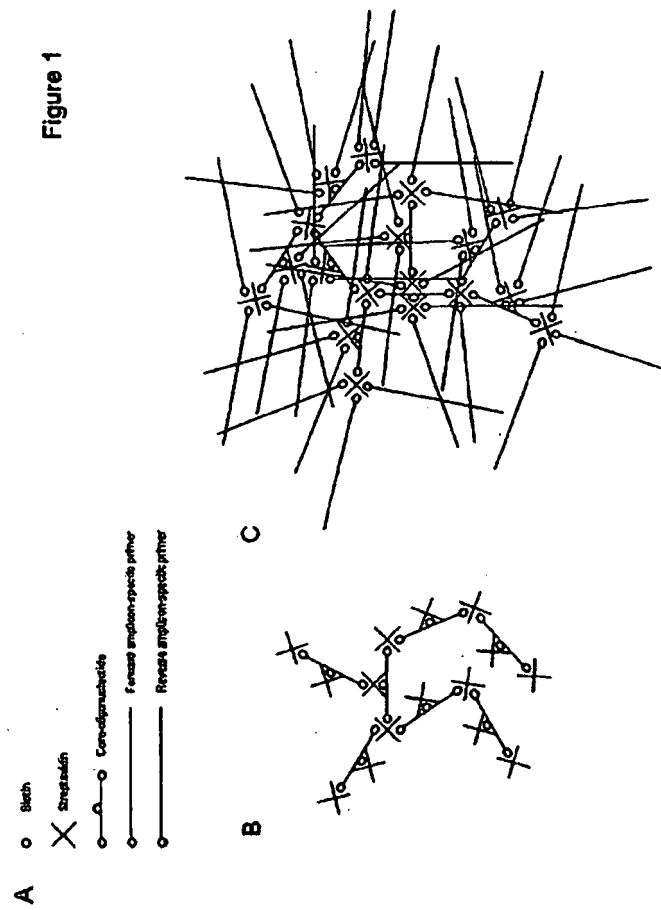 Figure 1
A
Biotin
Streptavidin
Core-oligonucleotide
Forward amplicon-specific primer
Reverse amplicon-specific primer
B
C